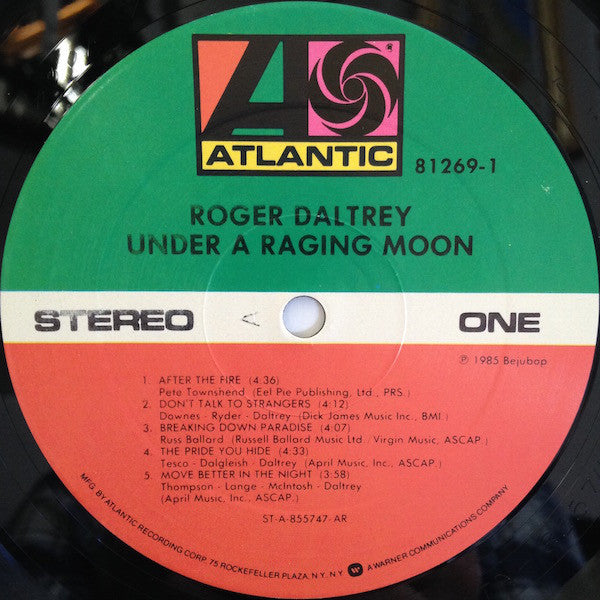 ATLANTIC
®
81269-1
ROGER DALTREY
UNDER A RAGING MOON
STEREO
ONE
℗ 1985 Bejubop
1. AFTER THE FIRE (4:36)
Pete Townshend (Eel Pie Publishing, Ltd., PRS.)
2. DON'T TALK TO STRANGERS (4:12)
Downes - Ryder - Daltrey (Dick James Music Inc., BMI.)
3. BREAKING DOWN PARADISE (4:07)
Russ Ballard (Russell Ballard Music Ltd. Virgin Music, ASCAP.)
4. THE PRIDE YOU HIDE (4:33)
Tesco - Dalgleish - Daltrey (April Music, Inc., ASCAP.)
5. MOVE BETTER IN THE NIGHT (3:58)
Thompson - Lange - McIntosh - Daltrey
(April Music, Inc., ASCAP.)
ST-A-855747-AR
MFG. BY ATLANTIC RECORDING CORP. 75 ROCKEFELLER PLAZA, N.Y. N.Y. A WARNER COMMUNICATIONS COMPANY